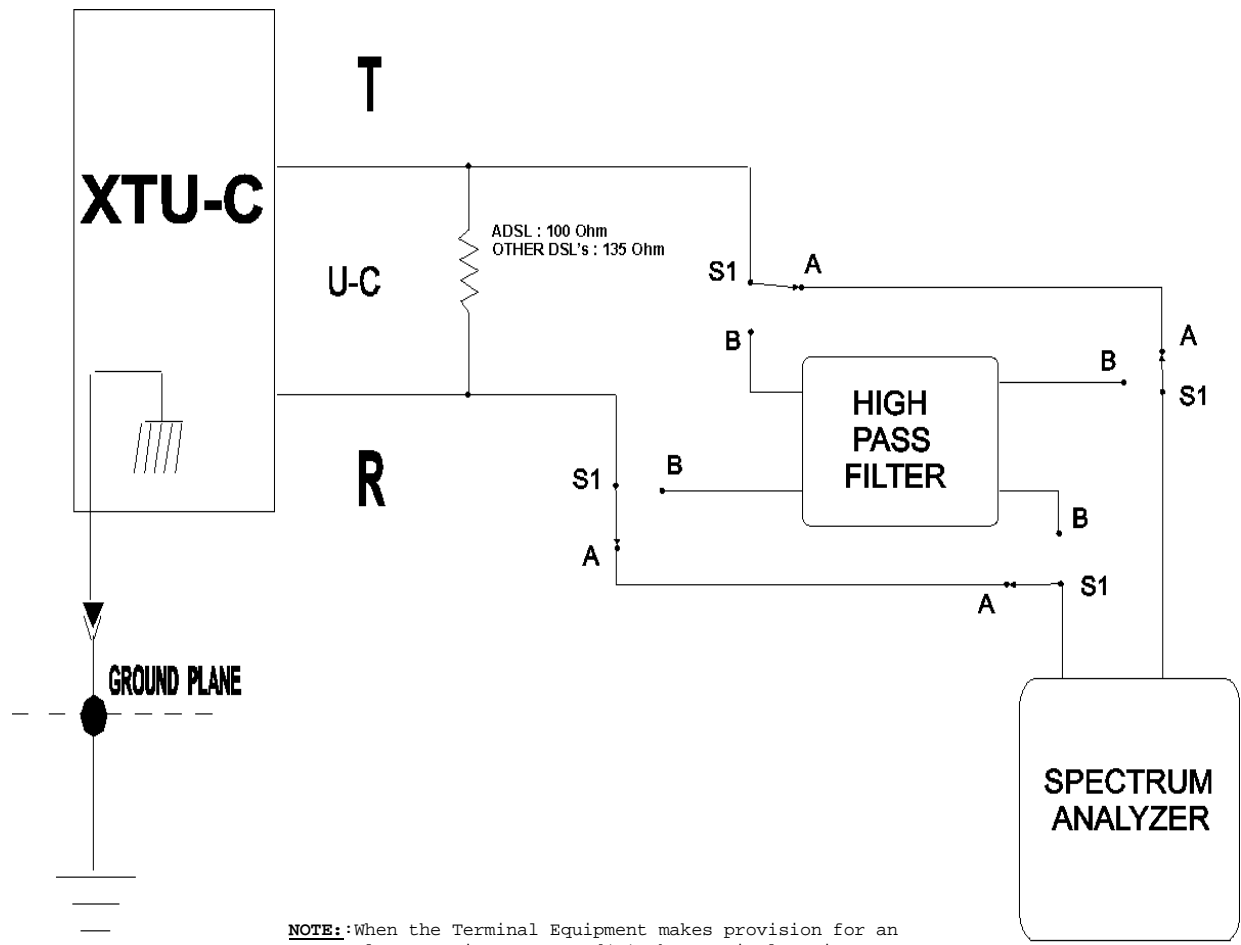 T
XTU-C
ADSL : 100 Ohm
OTHER DSL's : 135 Ohm
U-C
S1
A
B
A
B
S1
HIGH
PASS
FILTER
R
S1
B
B
A
A
S1
GROUND PLANE
SPECTRUM
ANALYZER
NOTE::When the Terminal Equipment makes provision for an